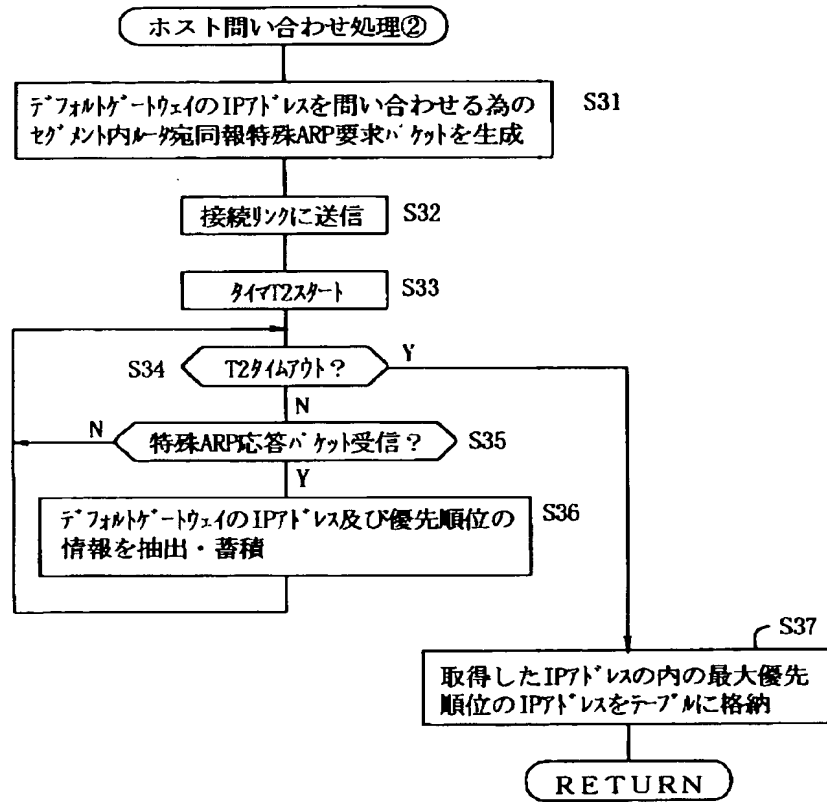 ホスト問い合わせ処理②
ﾃﾞﾌｫﾙﾄｹﾞｰﾄｳｪｲのIPｱﾄﾞﾚｽを問い合わせる為の
ｾｸﾞﾒﾝﾄ内ﾙｰﾀ宛同報特殊ARP要求ﾊﾟｹｯﾄを生成
S31
接続ﾘﾝｸに送信
S32
ﾀｲﾏT2ｽﾀｰﾄ
S33
S34
T2ﾀｲﾑｱｳﾄ？
Y
N
N
特殊ARP応答ﾊﾟｹｯﾄ受信？
S35
Y
ﾃﾞﾌｫﾙﾄｹﾞｰﾄｳｪｲのIPｱﾄﾞﾚｽ及び優先順位の
情報を抽出・蓄積
S36
S37
取得したIPｱﾄﾞﾚｽの内の最大優先
順位のIPｱﾄﾞﾚｽをﾃｰﾌﾞﾙに格納
RETURN